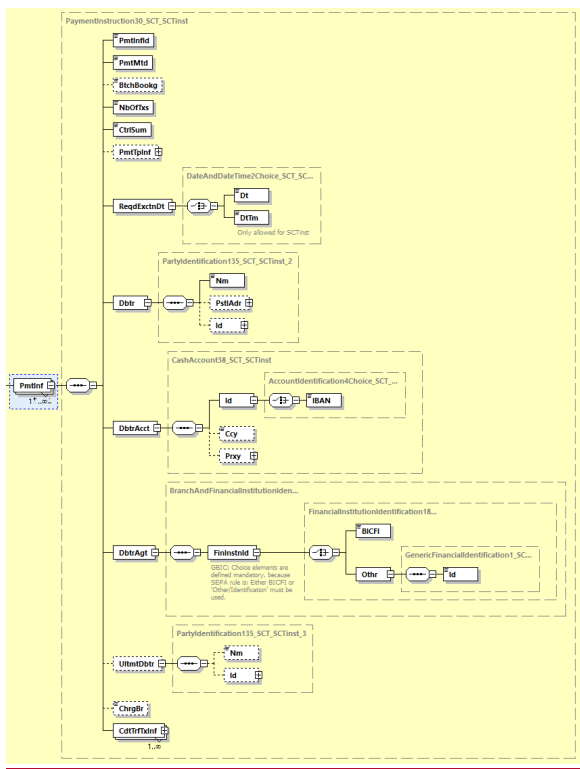 PaymentInstruction30_SCT_SCTinst
PmtInfId
PmtMtd
BtchBookg
NbOfTxs
CtrlSum
PmtTpInf
DateAndDateTime2Choice_SCT_SC...
ReqdExctnDt
Dt
DtTm
Only allowed for SCTinst
PartyIdentification135_SCT_SCTinst_2
Nm
Dbtr
PstlAdr
Id
CashAccount38_SCT_SCTinst
AccountIdentification4Choice_SCT_...
PmtInf
1*..∞..
DbtrAcct
Id
IBAN
Ccy
Prxy
BranchAndFinancialInstitutionIden...
FinancialInstitutionIdentification18...
BICFI
DbtrAgt
FinInstnId
GenericFinancialIdentification1_SC...
GBIC: Choice elements are
defined mandatory, because
SEPA rule is: Either BICFI or
'Other/Identification' must be
used.
Othr
Id
PartyIdentification135_SCT_SCTinst_3
Nm
UltmtDbtr
Id
ChrgBr
CdtTrfTxInf
1..∞